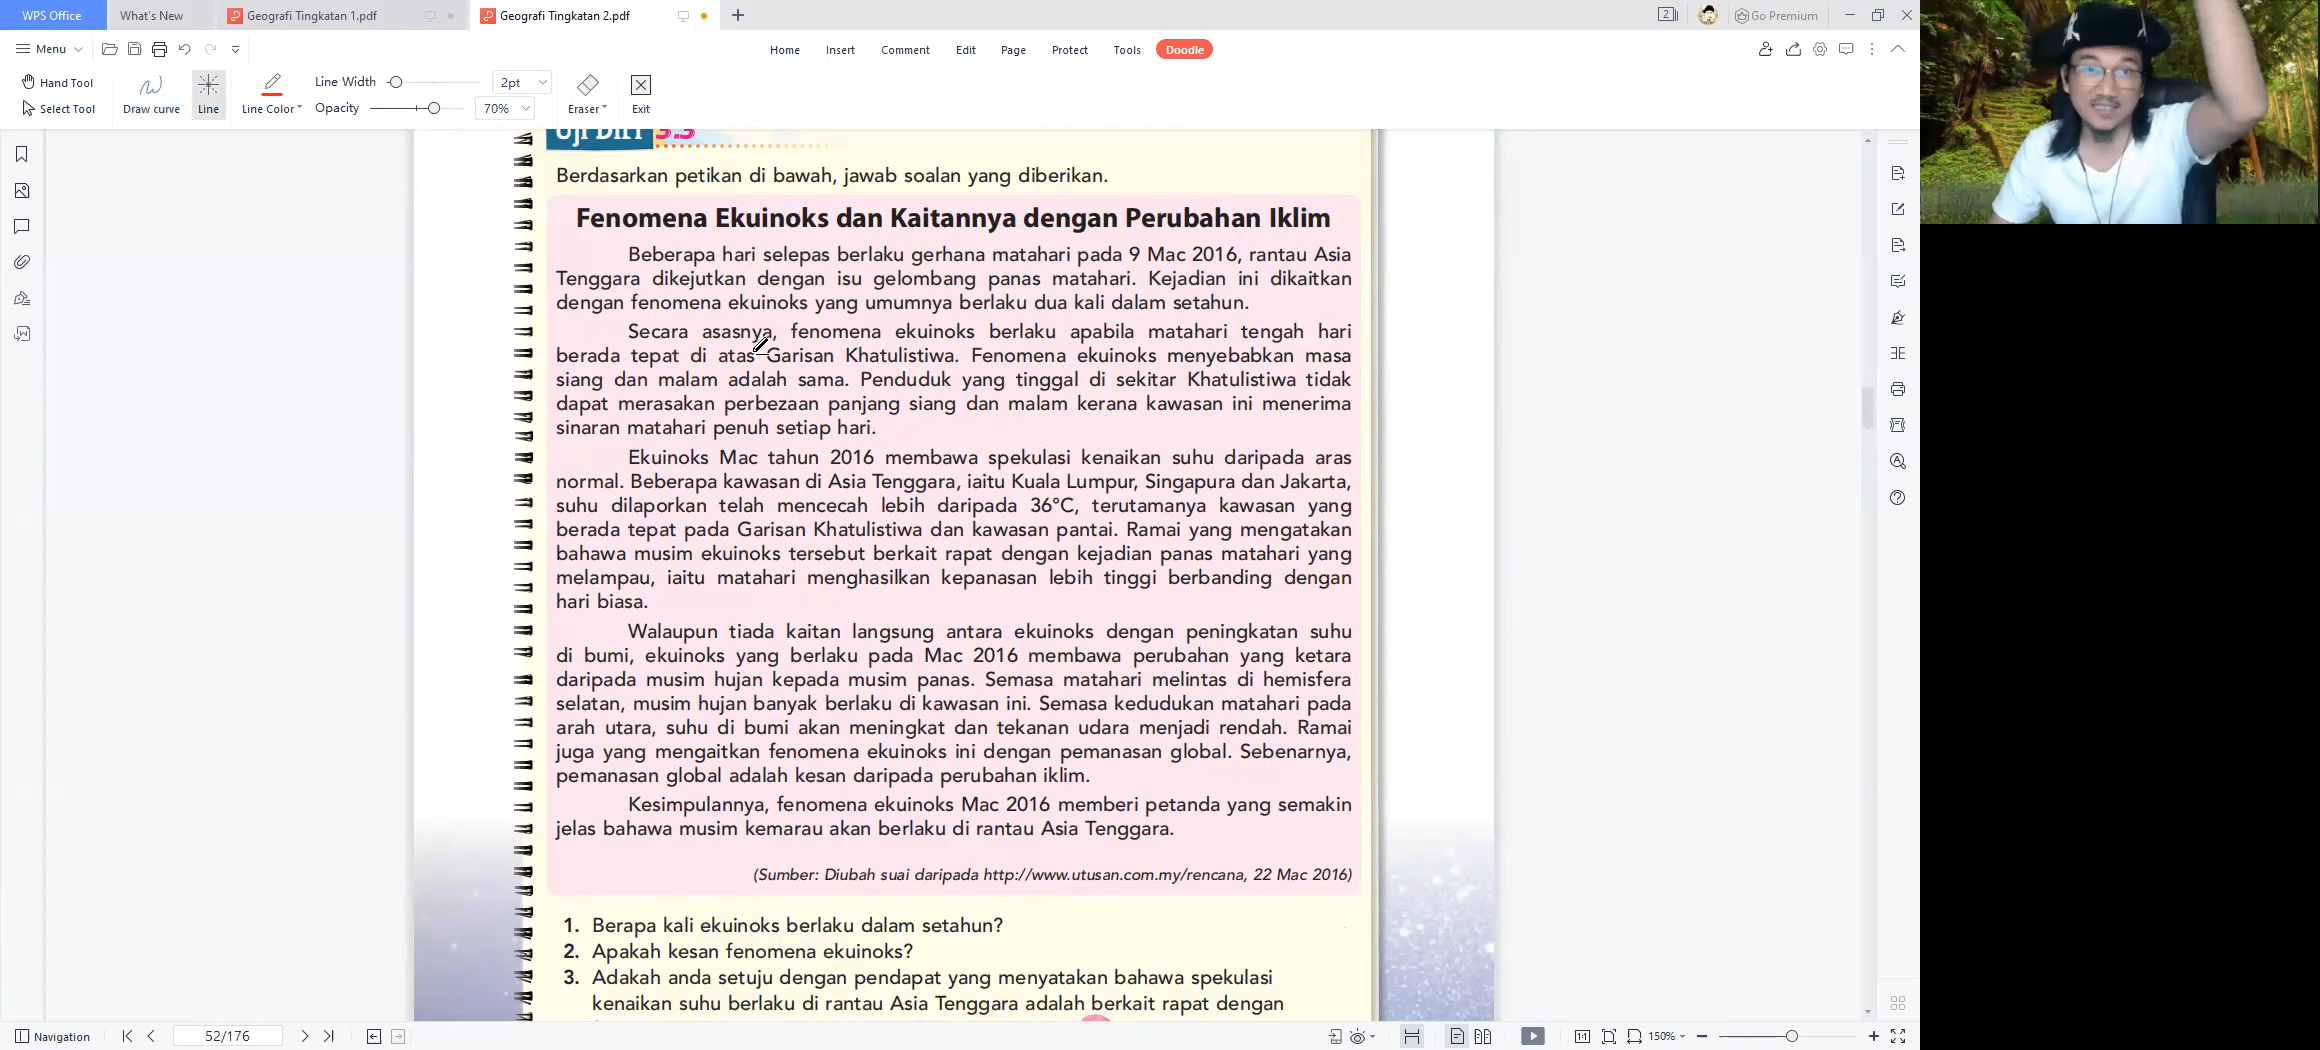 WPS Office
What's New
Geografi Tingkatan 1.pdf
Geografi Tingkatan 2.pdf
2
Go Premium
Menu
Home
Insert
Comment
Edit
Page
Protect
Tools
Doodle
Hand Tool
Select Tool
Draw curve
Line
Line Color
Line Width
2pt
Opacity
70%
Eraser
Exit
Uji Diri 3.3
Berdasarkan petikan di bawah, jawab soalan yang diberikan.
Fenomena Ekuinoks dan Kaitannya dengan Perubahan Iklim
Beberapa hari selepas berlaku gerhana matahari pada 9 Mac 2016, rantau Asia
Tenggara dikejutkan dengan isu gelombang panas matahari. Kejadian ini dikaitkan
dengan fenomena ekuinoks yang umumnya berlaku dua kali dalam setahun.
Secara asasnya, fenomena ekuinoks berlaku apabila matahari tengah hari
berada tepat di atas Garisan Khatulistiwa. Fenomena ekuinoks menyebabkan masa
siang dan malam adalah sama. Penduduk yang tinggal di sekitar Khatulistiwa tidak
dapat merasakan perbezaan panjang siang dan malam kerana kawasan ini menerima
sinaran matahari penuh setiap hari.
Ekuinoks Mac tahun 2016 membawa spekulasi kenaikan suhu daripada aras
normal. Beberapa kawasan di Asia Tenggara, iaitu Kuala Lumpur, Singapura dan Jakarta,
suhu dilaporkan telah mencecah lebih daripada 36°C, terutamanya kawasan yang
berada tepat pada Garisan Khatulistiwa dan kawasan pantai. Ramai yang mengatakan
bahawa musim ekuinoks tersebut berkait rapat dengan kejadian panas matahari yang
melampau, iaitu matahari menghasilkan kepanasan lebih tinggi berbanding dengan
hari biasa.
Walaupun tiada kaitan langsung antara ekuinoks dengan peningkatan suhu
di bumi, ekuinoks yang berlaku pada Mac 2016 membawa perubahan yang ketara
daripada musim hujan kepada musim panas. Semasa matahari melintas di hemisfera
selatan, musim hujan banyak berlaku di kawasan ini. Semasa kedudukan matahari pada
arah utara, suhu di bumi akan meningkat dan tekanan udara menjadi rendah. Ramai
juga yang mengaitkan fenomena ekuinoks ini dengan pemanasan global. Sebenarnya,
pemanasan global adalah kesan daripada perubahan iklim.
Kesimpulannya, fenomena ekuinoks Mac 2016 memberi petanda yang semakin
jelas bahawa musim kemarau akan berlaku di rantau Asia Tenggara.
(Sumber: Diubah suai daripada http://www.utusan.com.my/rencana, 22 Mac 2016)
1. Berapa kali ekuinoks berlaku dalam setahun?
2. Apakah kesan fenomena ekuinoks?
3. Adakah anda setuju dengan pendapat yang menyatakan bahawa spekulasi
kenaikan suhu berlaku di rantau Asia Tenggara adalah berkait rapat dengan
Navigation
52/176
1:1
150%